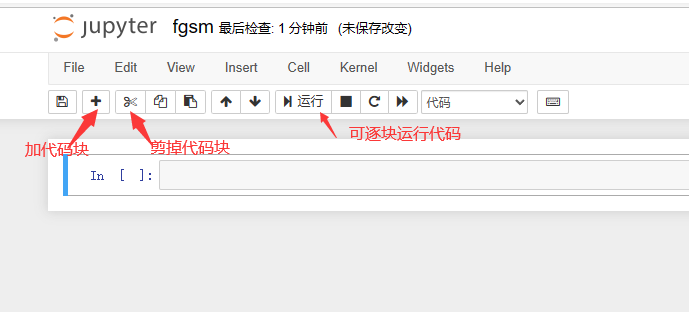 jupyter fgsm 最后检查: 1 分钟前 (未保存改变)
File Edit View Insert Cell Kernel Widgets Help
运行 代码
加代码块 剪掉代码块 可逐块运行代码
In [ ]: